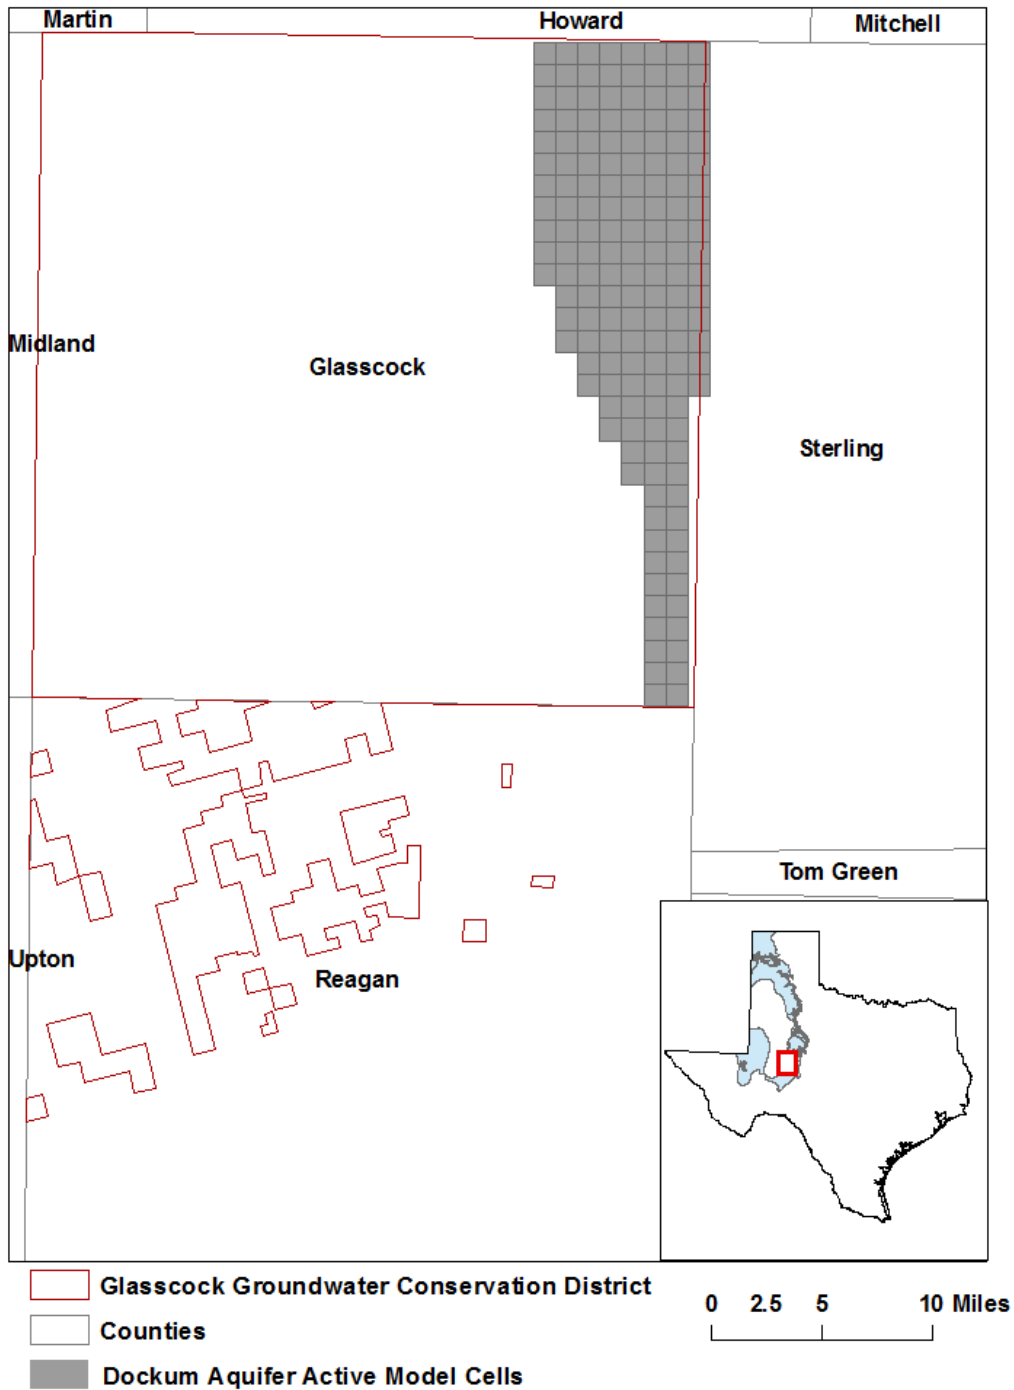 Martin Howard Mitchell
Midland
Glasscock
Sterling
Tom Green
Upton
Reagan
Glasscock Groundwater Conservation District
Counties
Dockum Aquifer Active Model Cells
0 2.5 5 10 Miles